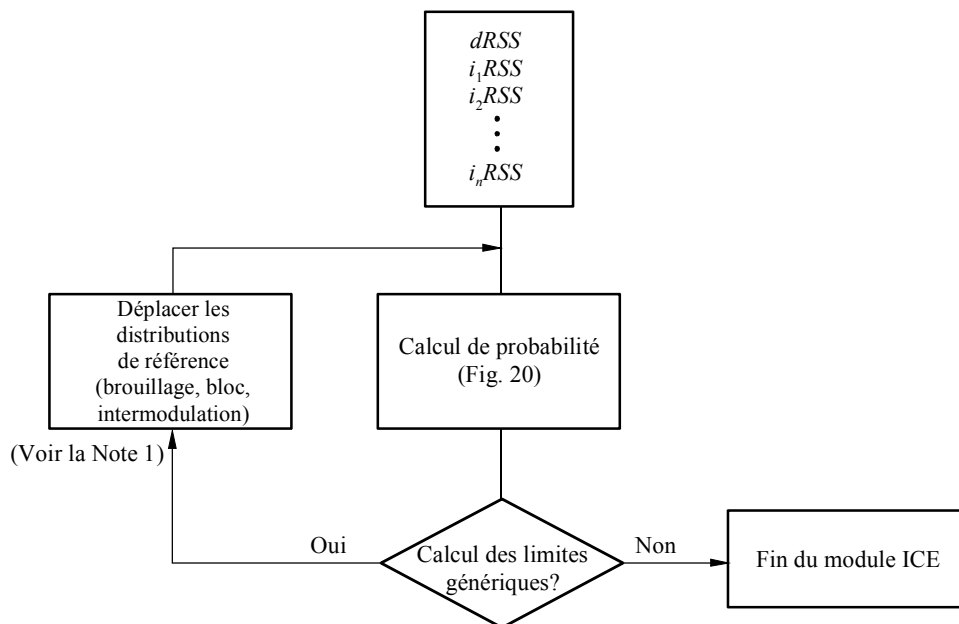 dRSS
i₁RSS
i₂RSS
iₙRSS
Déplacer les
distributions
de référence
(brouillage, bloc,
intermodulation)
Calcul de probabilité
(Fig. 20)
(Voir la Note 1)
Oui
Calcul des limites
génériques?
Non
Fin du module ICE